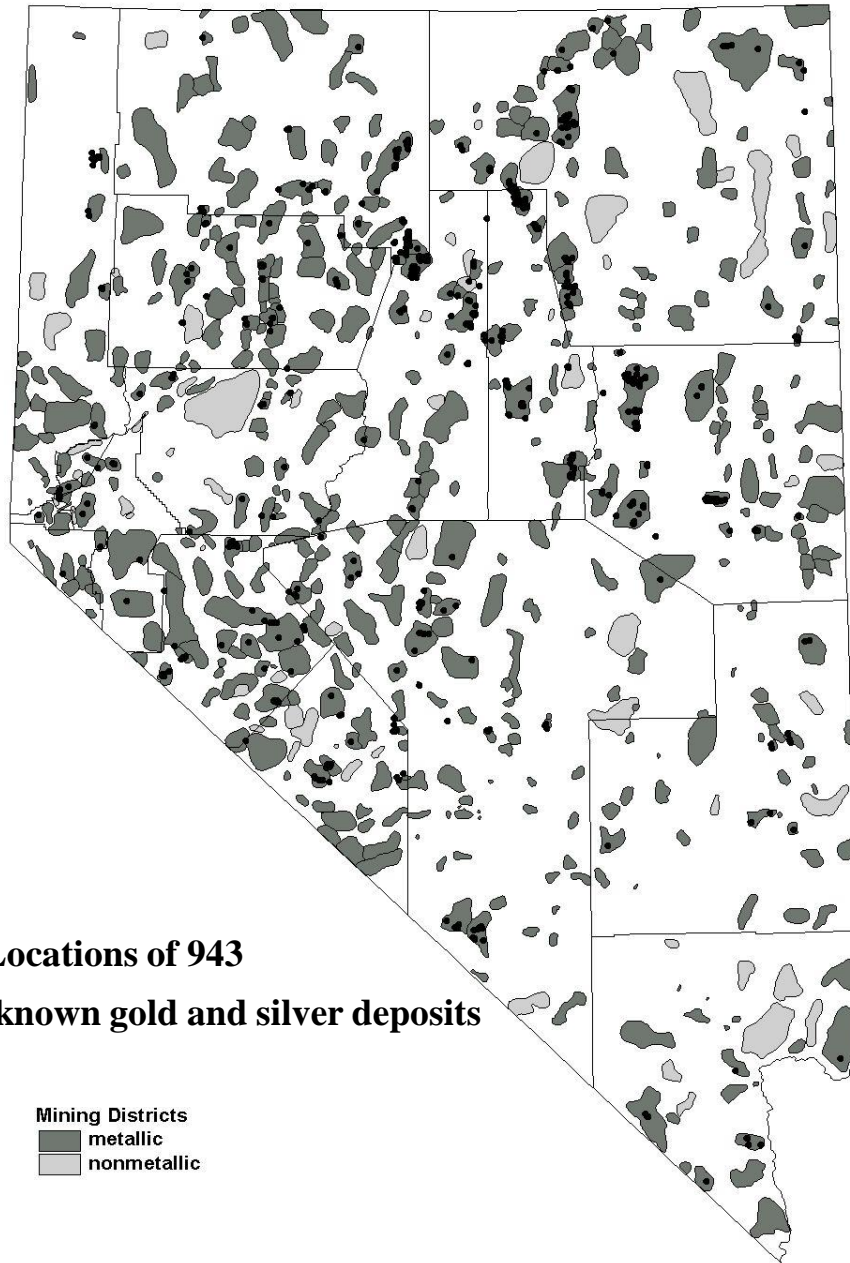 Locations of 943
known gold and silver deposits
Mining Districts
metallic
nonmetallic